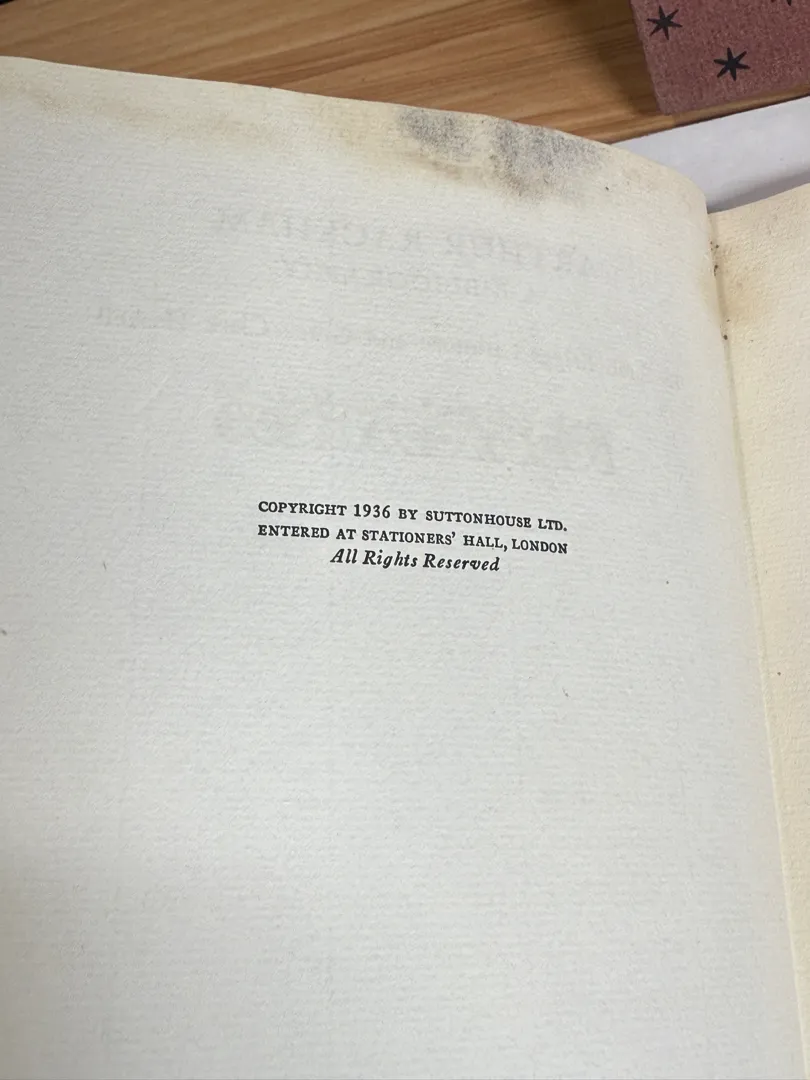 COPYRIGHT 1936 BY SUTTONHOUSE LTD.
ENTERED AT STATIONERS' HALL, LONDON
All Rights Reserved